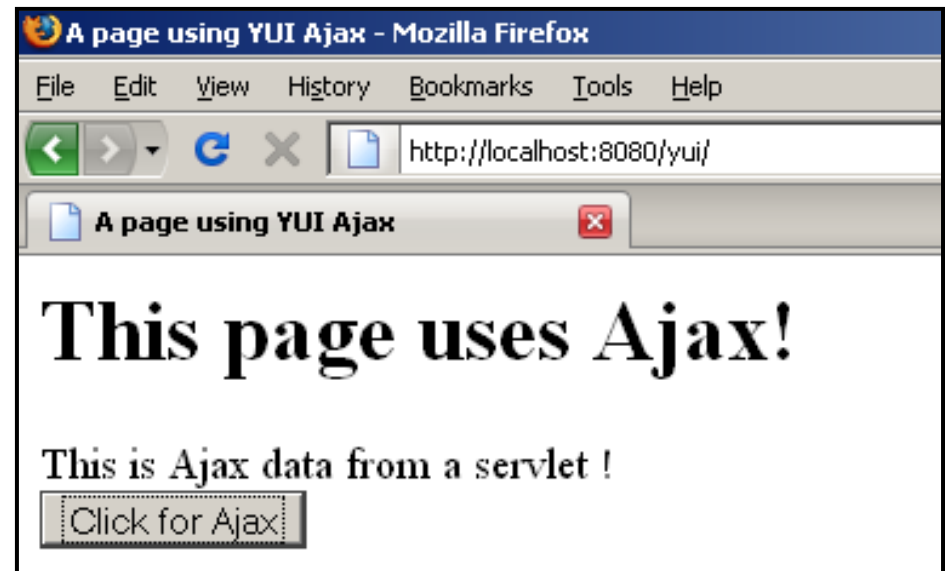 A page using YUI Ajax - Mozilla Firefox
File Edit View History Bookmarks Tools Help
http://localhost:8080/yui/
A page using YUI Ajax
This page uses Ajax!
This is Ajax data from a servlet !
Click for Ajax